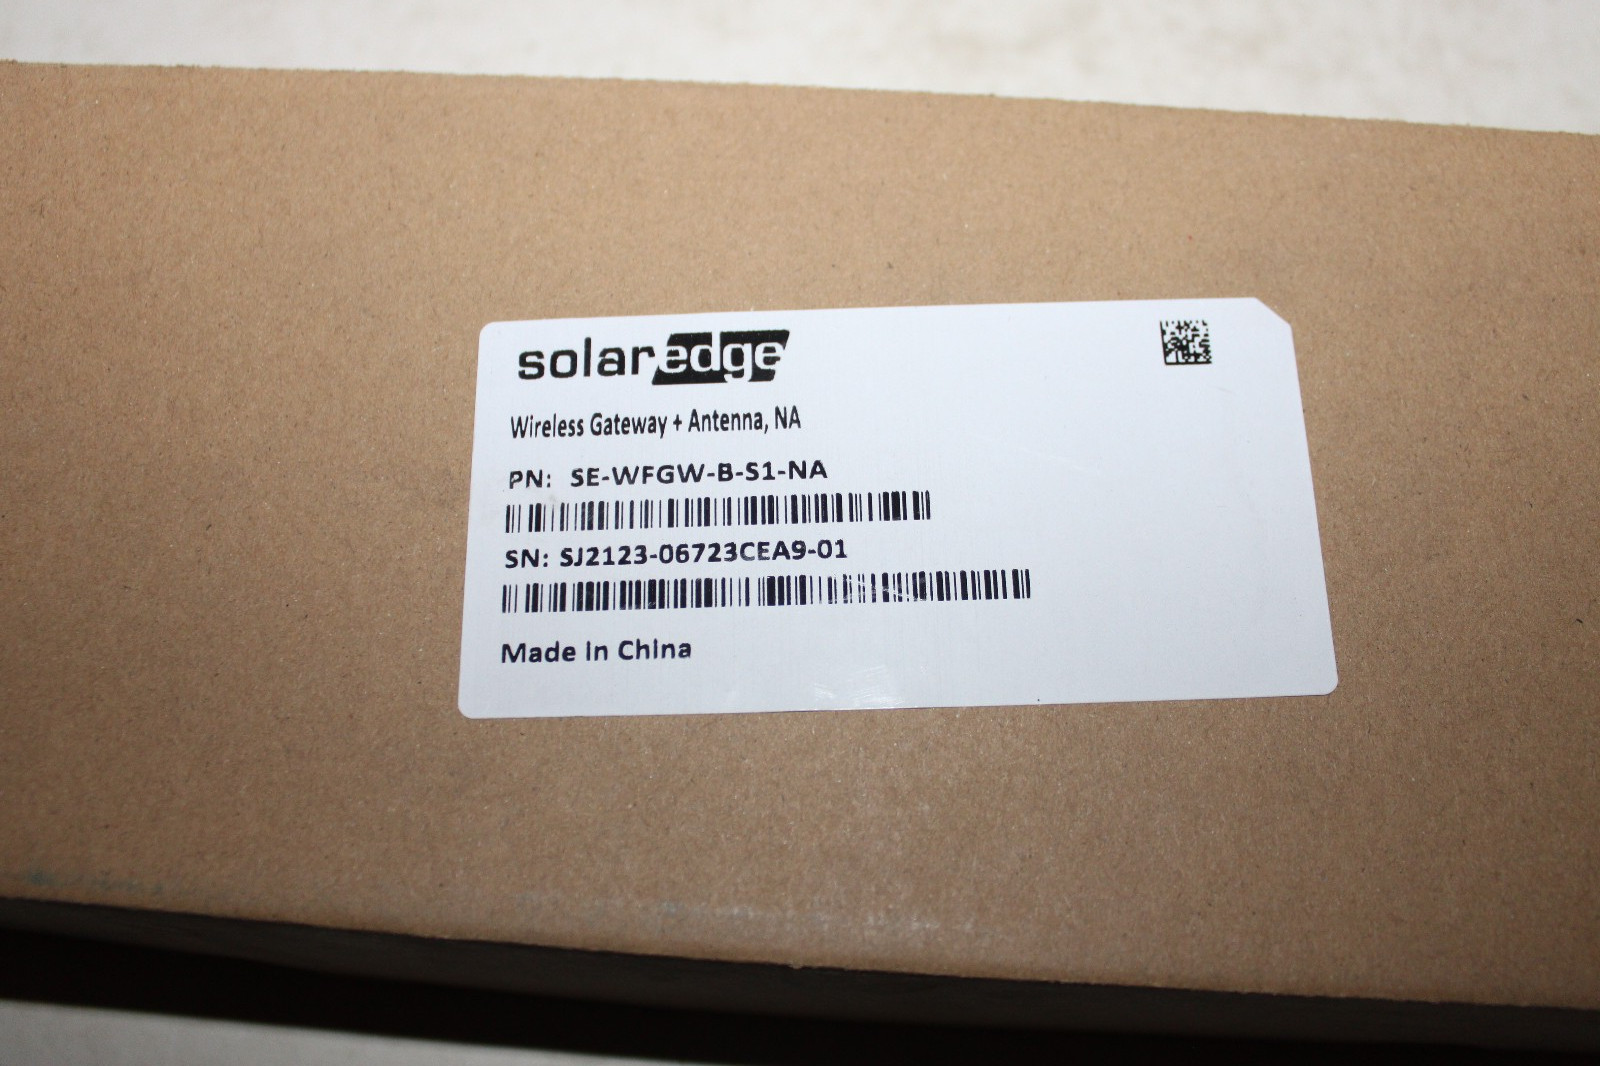 solaredge
Wireless Gateway + Antenna, NA
PN: SE-WFGW-B-S1-NA
SN: SJ2123-06723CEA9-01
Made in China